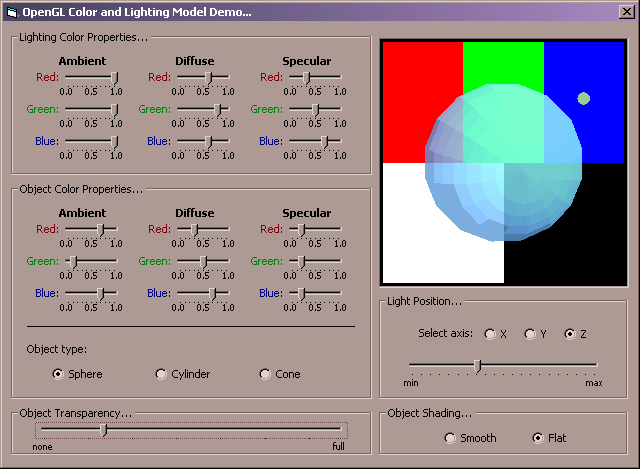 OpenGL Color and Lighting Model Demo...
Lighting Color Properties...
Ambient Diffuse Specular
Red: Red: Red:
0.0 0.5 1.0 0.0 0.5 1.0 0.0 0.5 1.0
Green: Green: Green:
0.0 0.5 1.0 0.0 0.5 1.0 0.0 0.5 1.0
Blue: Blue: Blue:
0.0 0.5 1.0 0.0 0.5 1.0 0.0 0.5 1.0
Object Color Properties...
Ambient Diffuse Specular
Red: Red: Red:
0.0 0.5 1.0 0.0 0.5 1.0 0.0 0.5 1.0
Green: Green: Green:
0.0 0.5 1.0 0.0 0.5 1.0 0.0 0.5 1.0
Blue: Blue: Blue:
0.0 0.5 1.0 0.0 0.5 1.0 0.0 0.5 1.0
Object type:
Sphere Cylinder Cone
Object Transparency...
none full
Light Position...
Select axis: X Y Z
min max
Object Shading...
Smooth Flat